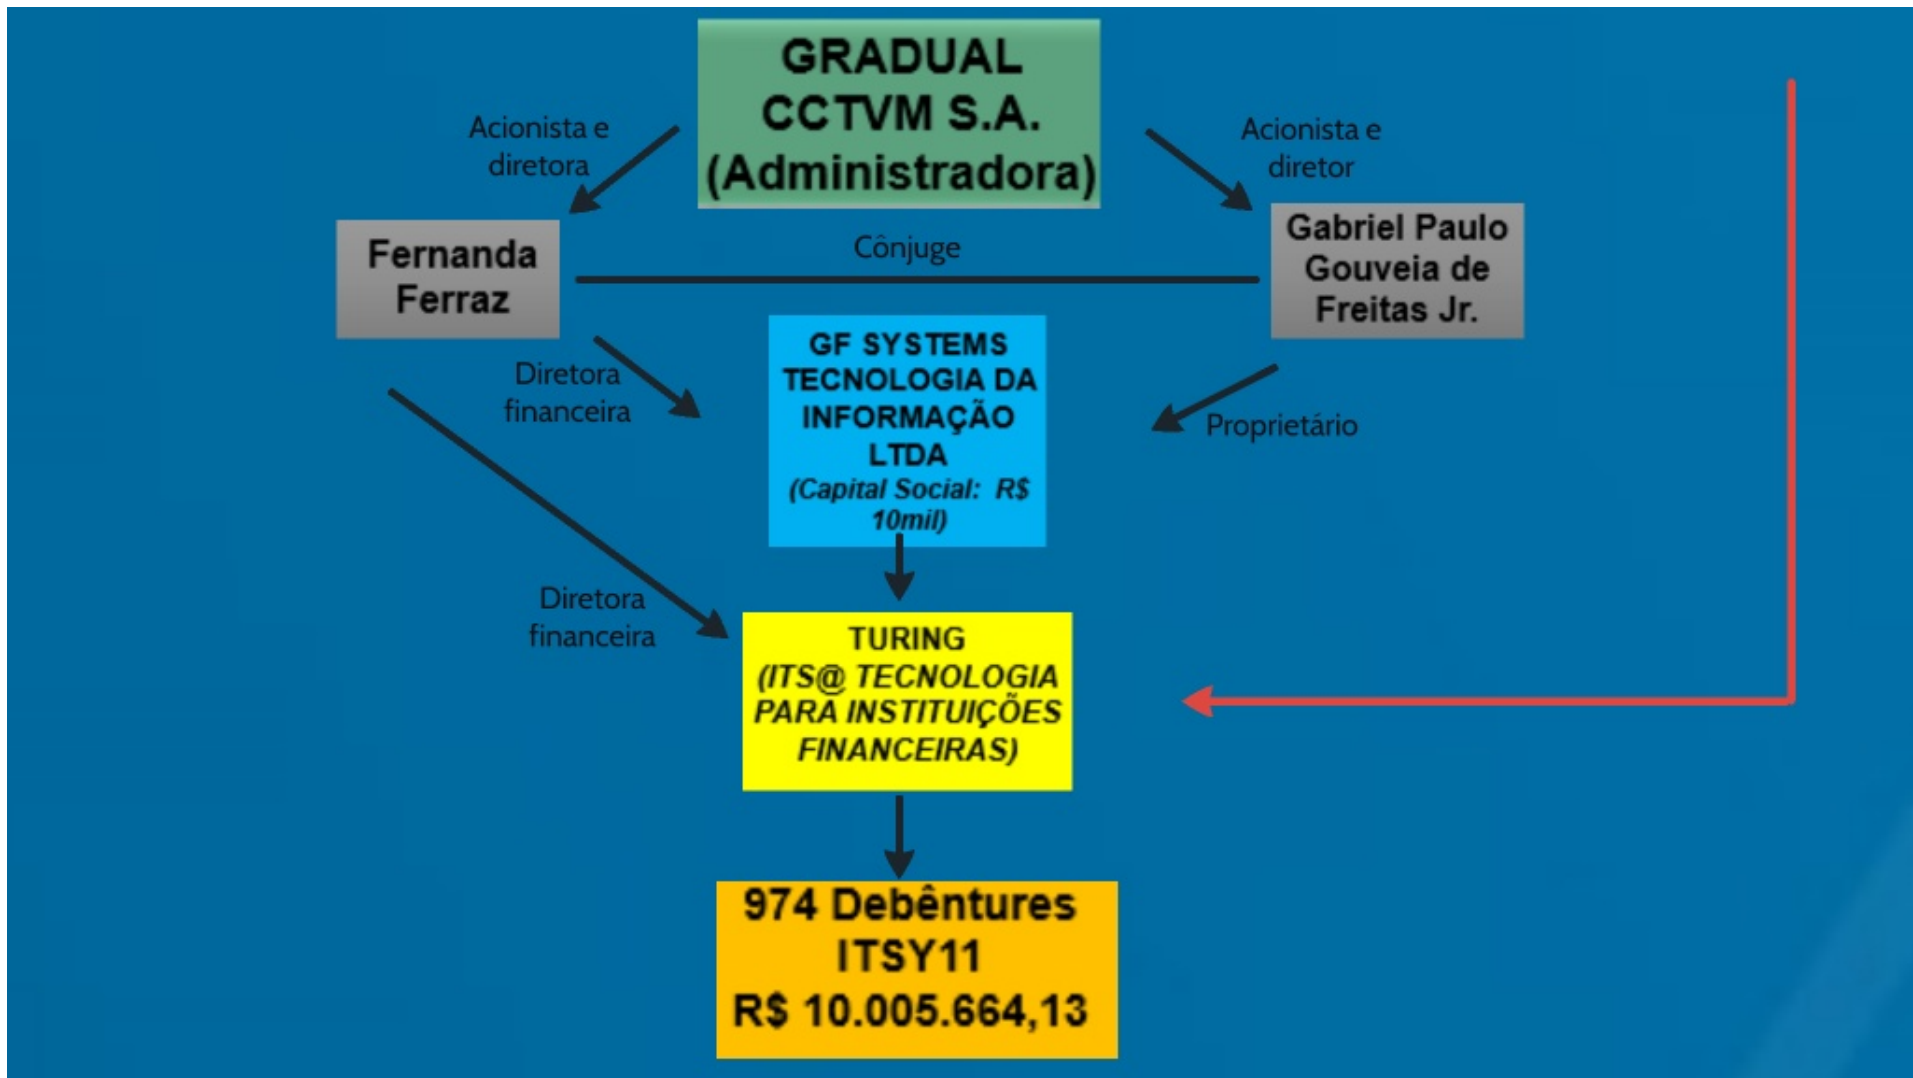 GRADUAL
CCTVM S.A.
(Administradora)
Acionista e
diretora
Acionista e
diretor
Fernanda
Ferraz
Cônjuge
Gabriel Paulo
Gouveia de
Freitas Jr.
GF SYSTEMS
TECNOLOGIA DA
INFORMAÇÃO
LTDA
(Capital Social: R$
10mil)
Diretora
financeira
Proprietário
Diretora
financeira
TURING
(ITS@ TECNOLOGIA
PARA INSTITUIÇÕES
FINANCEIRAS)
974 Debêntures
ITSY11
R$ 10.005.664,13